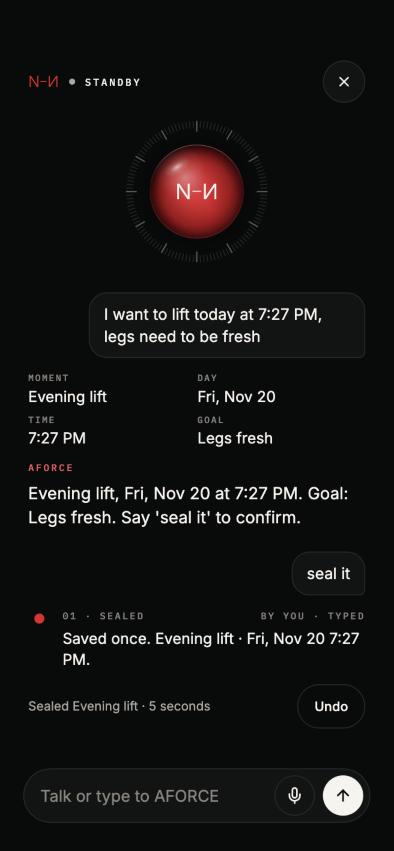 N–И STANDBY
N–И
I want to lift today at 7:27 PM,
legs need to be fresh
MOMENT DAY
Evening lift Fri, Nov 20
TIME GOAL
7:27 PM Legs fresh
AFORCE
Evening lift, Fri, Nov 20 at 7:27 PM. Goal:
Legs fresh. Say 'seal it' to confirm.
seal it
01 · SEALED BY YOU · TYPED
Saved once. Evening lift · Fri, Nov 20 7:27
PM.
Sealed Evening lift · 5 seconds Undo
Talk or type to AFORCE